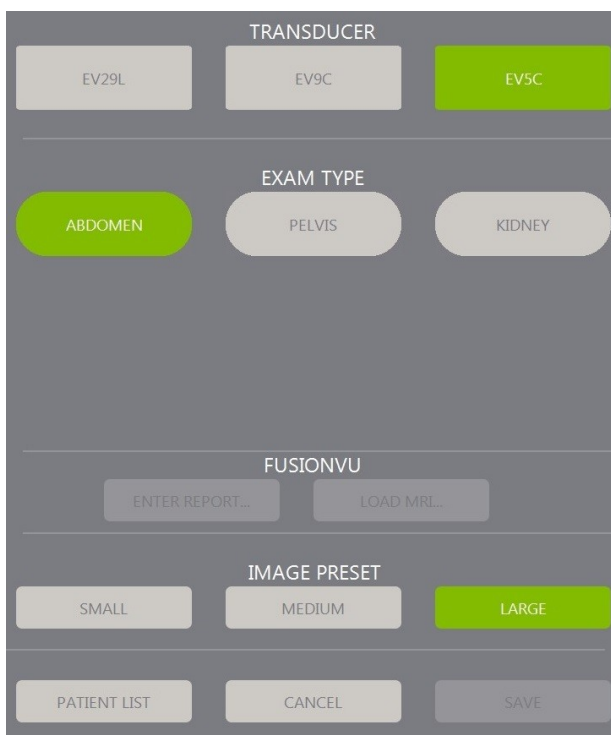 TRANSDUCER
EV29L EV9C EV5C
EXAM TYPE
ABDOMEN PELVIS KIDNEY
FUSIONVU
ENTER REPORT... LOAD MRI...
IMAGE PRESET
SMALL MEDIUM LARGE
PATIENT LIST CANCEL SAVE